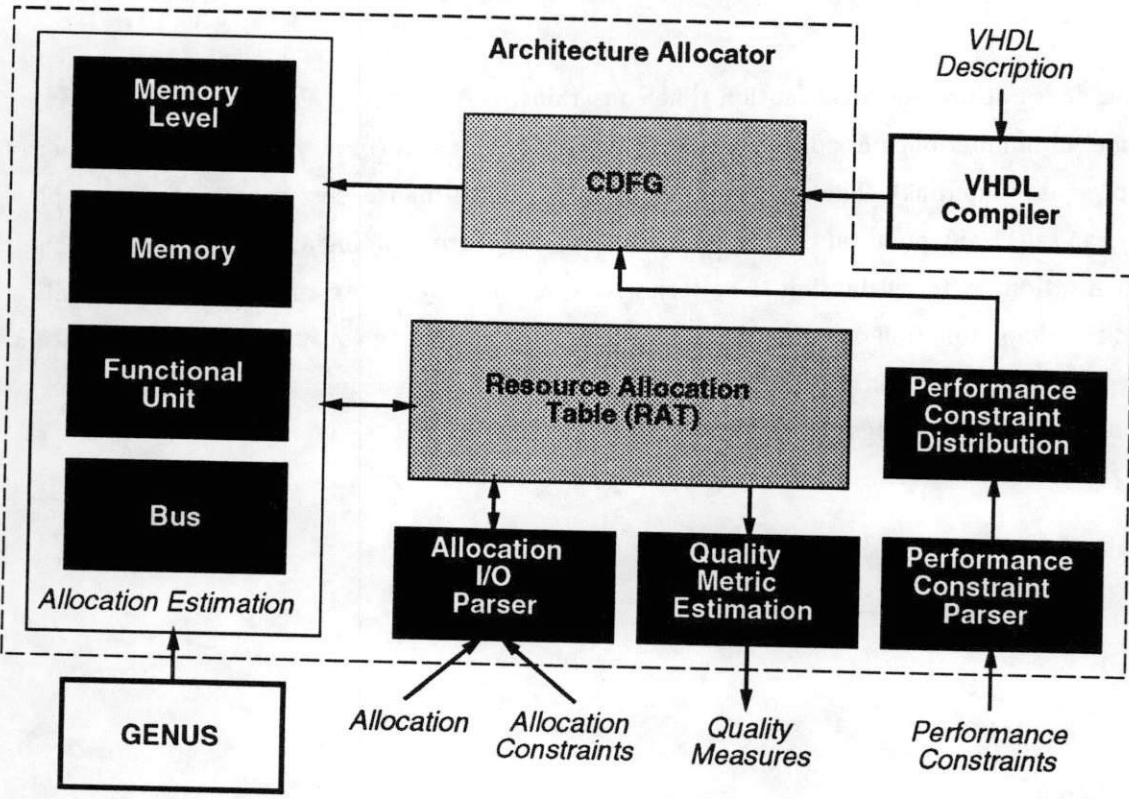 Architecture Allocator
VHDL
Description
Memory
Level
CDFG
VHDL
Compiler
Memory
Functional
Unit
Resource Allocation
Table (RAT)
Performance
Constraint
Distribution
Bus
Allocation
I/O
Parser
Quality
Metric
Estimation
Performance
Constraint
Parser
Allocation Estimation
GENUS
Allocation
Allocation
Constraints
Quality
Measures
Performance
Constraints